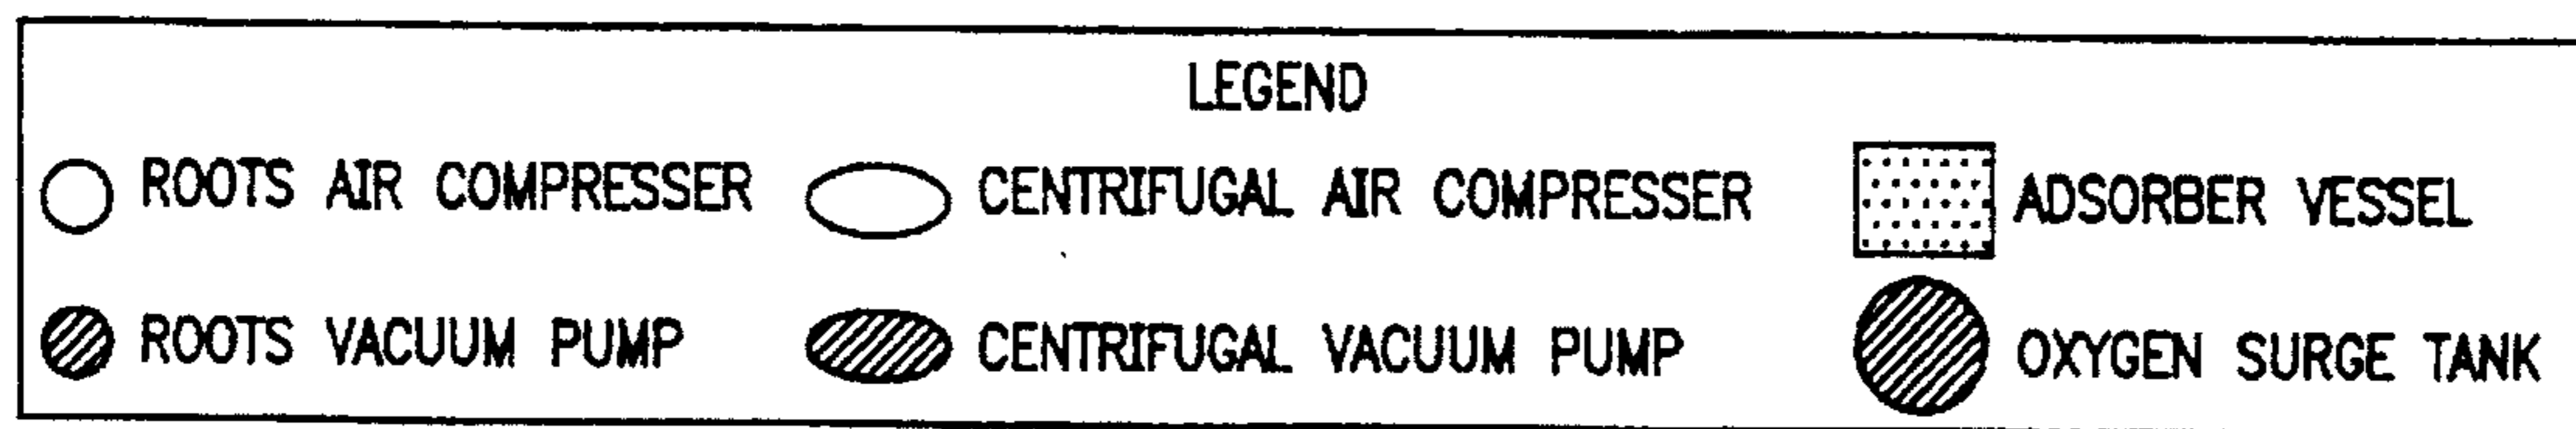 LEGEND
ROOTS AIR COMPRESSER
CENTRIFUGAL AIR COMPRESSER
ADSORBER VESSEL
ROOTS VACUUM PUMP
CENTRIFUGAL VACUUM PUMP
OXYGEN SURGE TANK